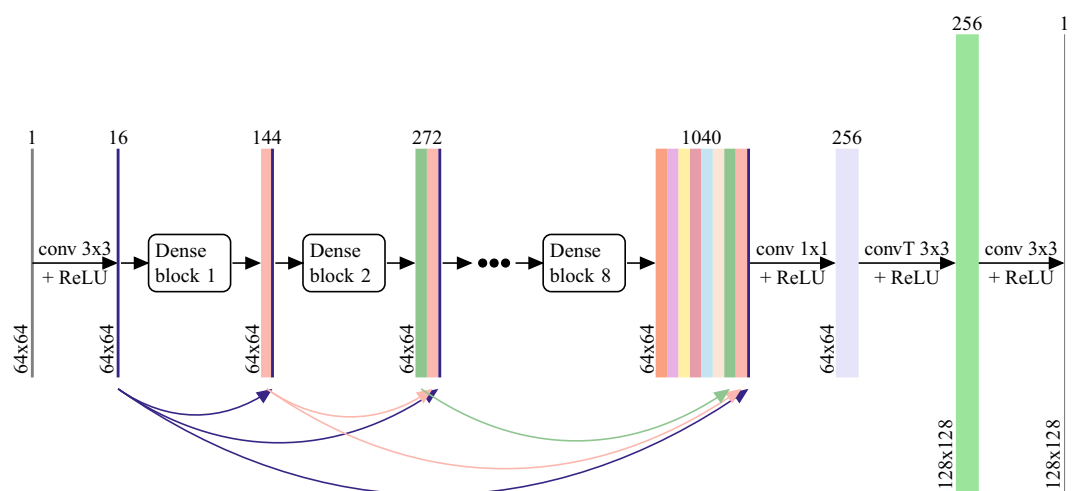 256
1
1
16
144
272
1040
256
conv 3x3
+ ReLU
Dense
block 1
Dense
block 2
Dense
block 8
conv 1x1
+ ReLU
convT 3x3
+ ReLU
conv 3x3
+ ReLU
64x64
64x64
64x64
64x64
64x64
64x64
128x128
128x128